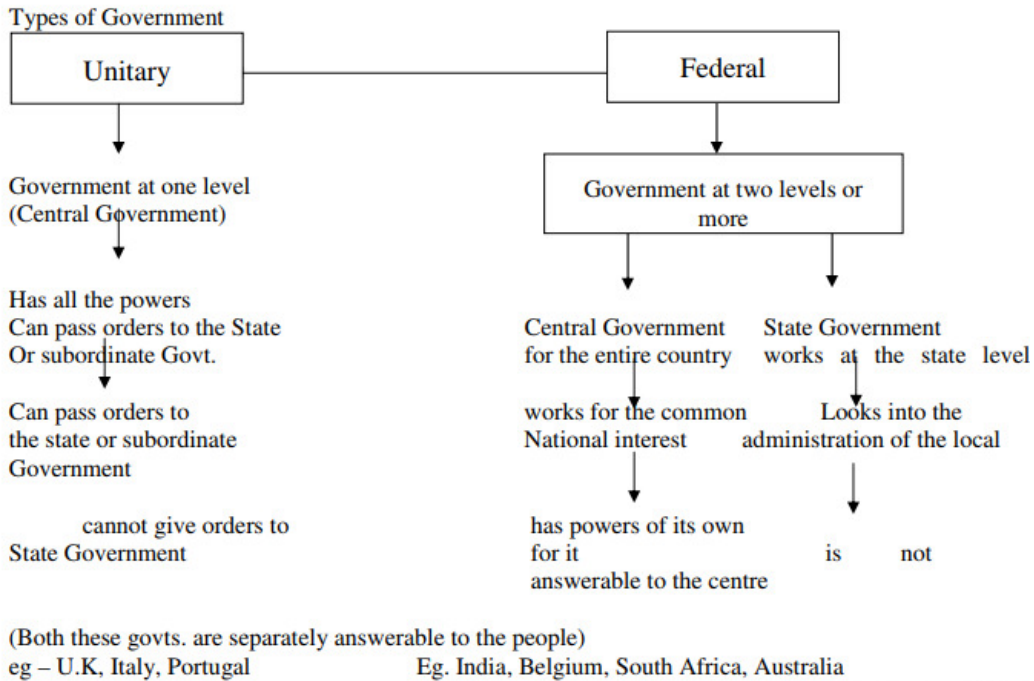 Types of Government
Unitary
Federal
Government at one level
(Central Government)
Government at two levels or
more
Has all the powers
Can pass orders to the State
Or subordinate Govt.
Central Government
for the entire country
State Government
works at the state level
Can pass orders to
the state or subordinate
Government
works for the common
National interest
Looks into the
administration of the local
cannot give orders to
State Government
has powers of its own
for it is not
answerable to the centre
(Both these govts. are separately answerable to the people)
eg – U.K, Italy, Portugal
Eg. India, Belgium, South Africa, Australia